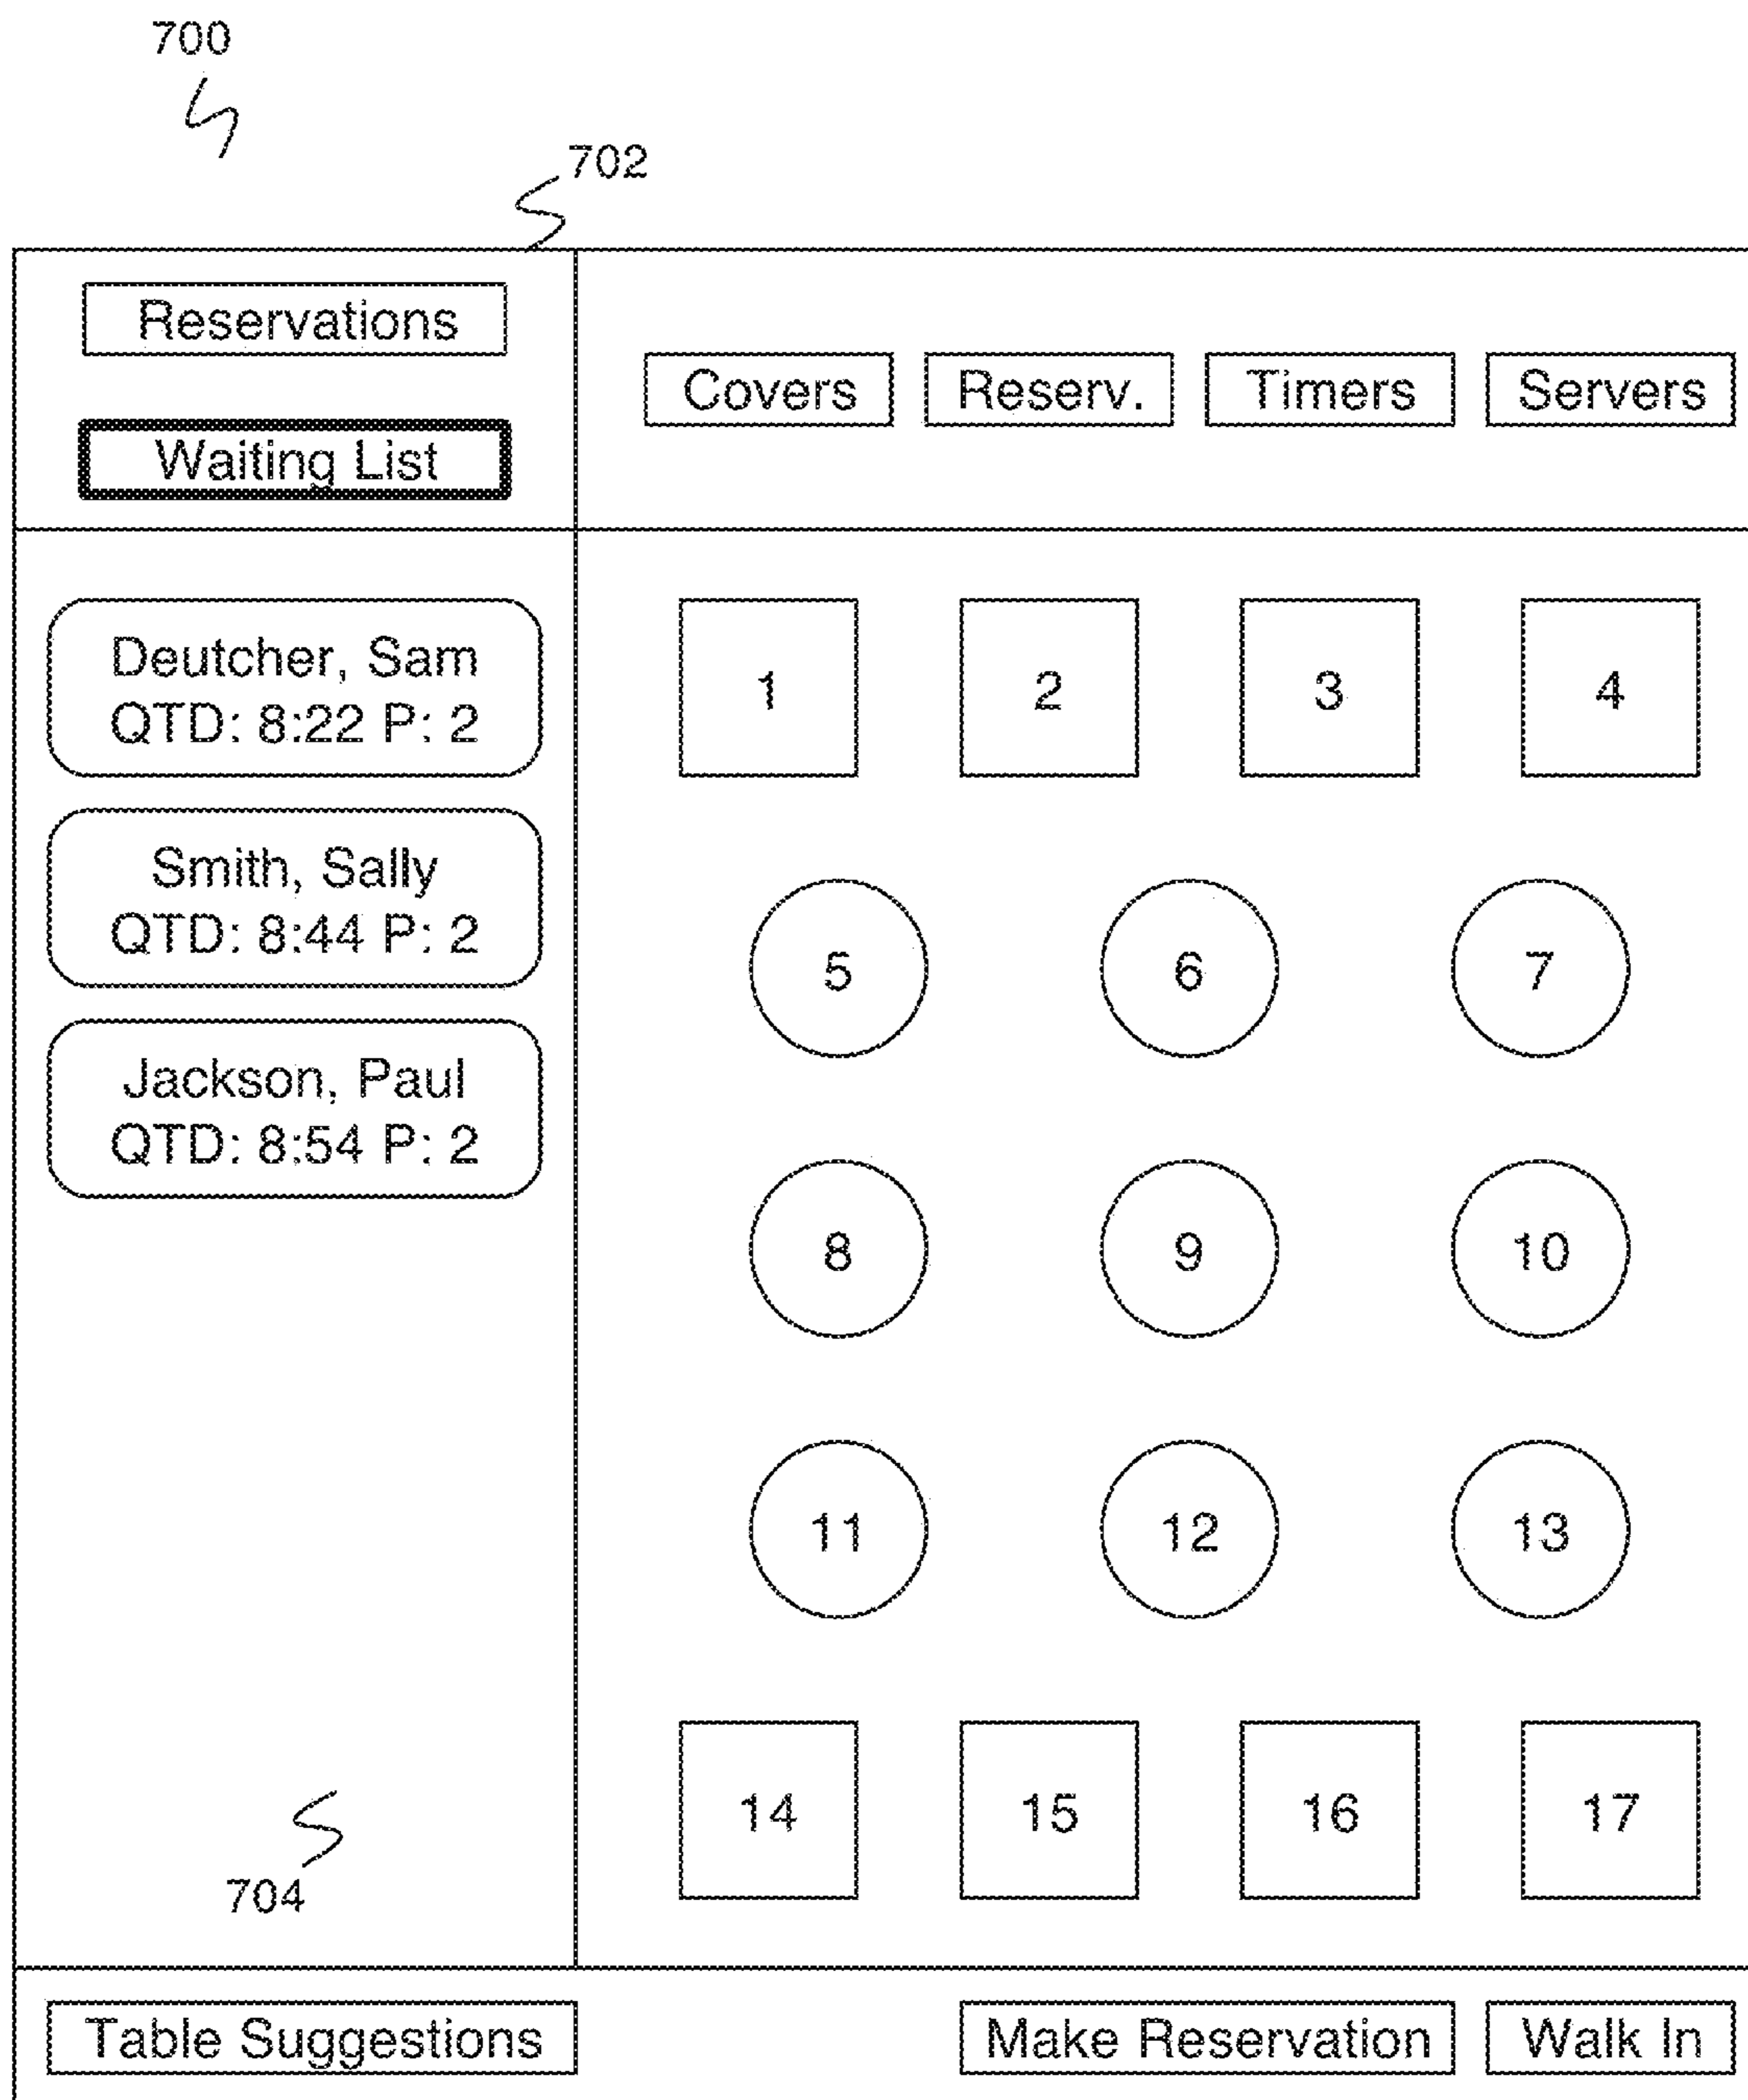 700
702
Reservations
Waiting List
Covers Reserv. Timers Servers
Deutcher, Sam
QTD: 8:22 P: 2
Smith, Sally
QTD: 8:44 P: 2
Jackson, Paul
QTD: 8:54 P: 2
1 2 3 4
5 6 7
8 9 10
11 12 13
14 15 16 17
704
Table Suggestions
Make Reservation
Walk In